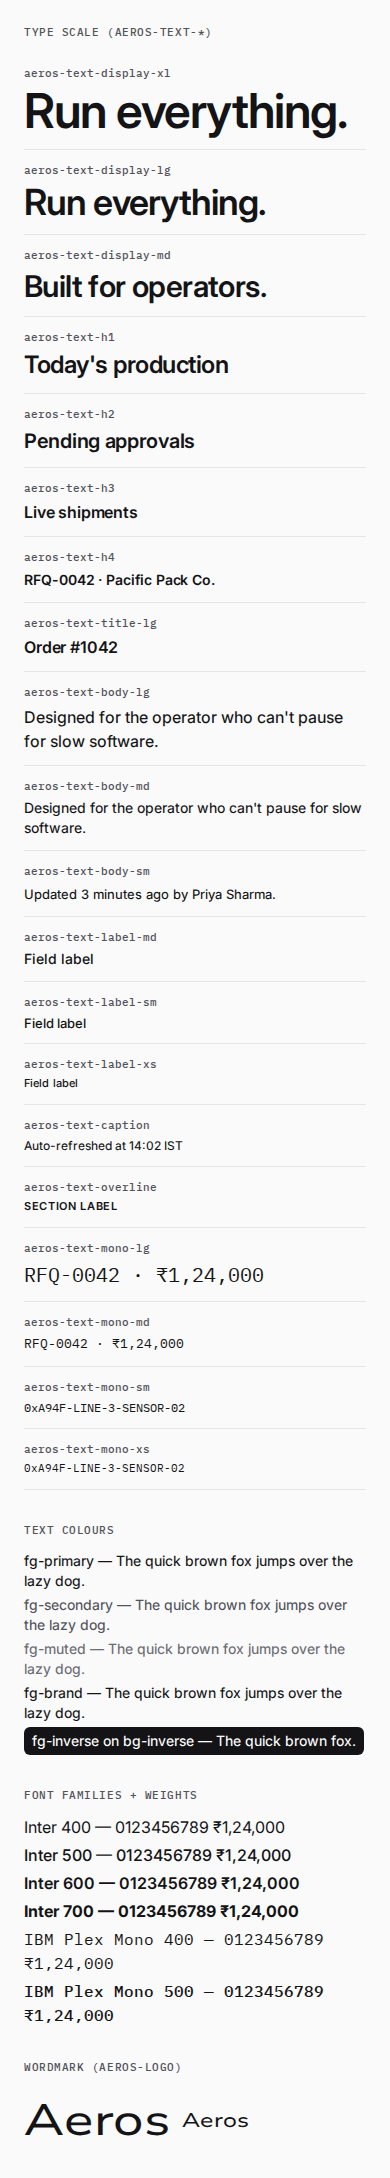 TYPE SCALE (AEROS-TEXT-*)
aeros-text-display-xl
Run everything.
aeros-text-display-lg
Run everything.
aeros-text-display-md
Built for operators.
aeros-text-h1
Today's production
aeros-text-h2
Pending approvals
aeros-text-h3
Live shipments
aeros-text-h4
RFQ-0042 · Pacific Pack Co.
aeros-text-title-lg
Order #1042
aeros-text-body-lg
Designed for the operator who can't pause
for slow software.
aeros-text-body-md
Designed for the operator who can't pause for slow
software.
aeros-text-body-sm
Updated 3 minutes ago by Priya Sharma.
aeros-text-label-md
Field label
aeros-text-label-sm
Field label
aeros-text-label-xs
Field label
aeros-text-caption
Auto-refreshed at 14:02 IST
aeros-text-overline
SECTION LABEL
aeros-text-mono-lg
RFQ-0042 · ₹1,24,000
aeros-text-mono-md
RFQ-0042 · ₹1,24,000
aeros-text-mono-sm
0xA94F-LINE-3-SENSOR-02
aeros-text-mono-xs
0xA94F-LINE-3-SENSOR-02
TEXT COLOURS
fg-primary — The quick brown fox jumps over the
lazy dog.
fg-secondary — The quick brown fox jumps over
the lazy dog.
fg-muted — The quick brown fox jumps over the
lazy dog.
fg-brand — The quick brown fox jumps over the
lazy dog.
fg-inverse on bg-inverse — The quick brown fox.
FONT FAMILIES + WEIGHTS
Inter 400 — 0123456789 ₹1,24,000
Inter 500 — 0123456789 ₹1,24,000
Inter 600 — 0123456789 ₹1,24,000
Inter 700 — 0123456789 ₹1,24,000
IBM Plex Mono 400 — 0123456789
₹1,24,000
IBM Plex Mono 500 — 0123456789
₹1,24,000
WORDMARK (AEROS-LOGO)
Aeros Aeros